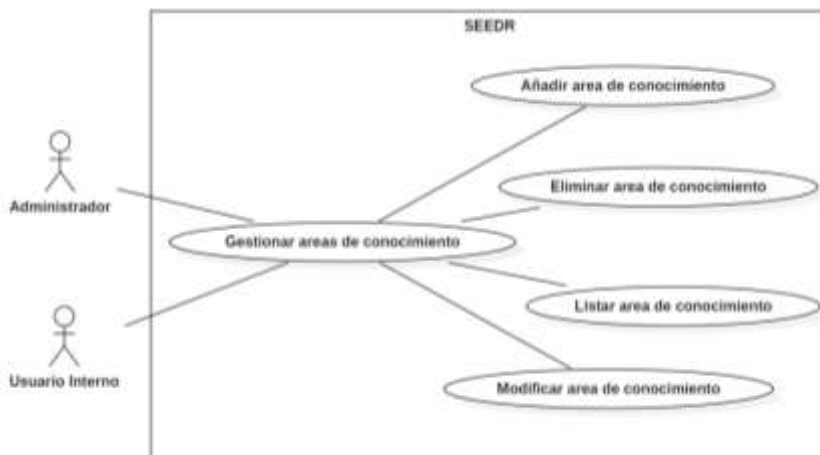 SEEDR
Añadir area de conocimiento
Eliminar area de conocimiento
Administrador
Gestionar areas de conocimiento
Listar area de conocimiento
Usuario Interno
Modificar area de conocimiento